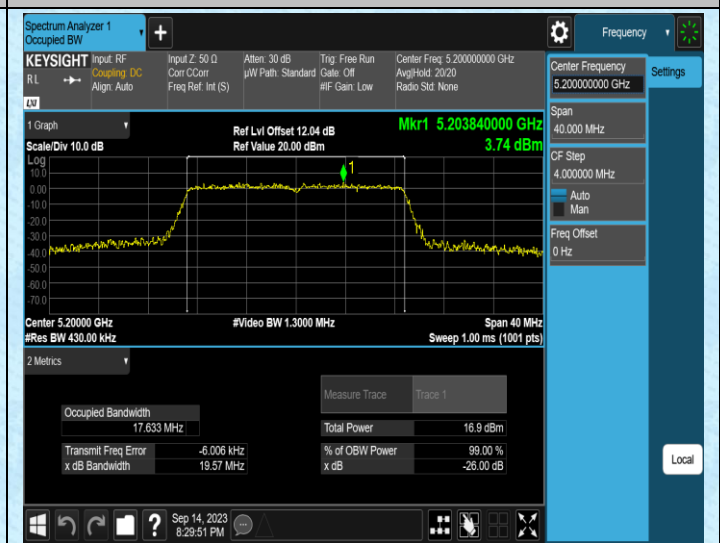 Spectrum Analyzer 1
Occupied BW
Frequency
KEYSIGHT
R L
LXI
Input: RF
Coupling: DC
Align: Auto
Input Z: 50 Ω
Corr CCorr
Freq Ref: Int (S)
Atten: 30 dB
µW Path: Standard
Trig: Free Run
Gate: Off
#IF Gain: Low
Center Freq: 5.200000000 GHz
Avg|Hold: 20/20
Radio Std: None
Center Frequency
5.200000000 GHz
Settings
Span
40.000 MHz
CF Step
4.000000 MHz
Auto
Man
Freq Offset
0 Hz
1 Graph
Scale/Div 10.0 dB
Ref Lvl Offset 12.04 dB
Ref Value 20.00 dBm
Mkr1 5.203840000 GHz
3.74 dBm
Log
10.0
0.00
-10.0
-20.0
-30.0
-40.0
-50.0
-60.0
-70.0
1
Center 5.20000 GHz
#Res BW 430.00 kHz
#Video BW 1.3000 MHz
Span 40 MHz
Sweep 1.00 ms (1001 pts)
2 Metrics
Measure Trace
Trace 1
Occupied Bandwidth
17.633 MHz
Total Power
16.9 dBm
Transmit Freq Error
-6.006 kHz
% of OBW Power
99.00 %
x dB Bandwidth
19.57 MHz
x dB
-26.00 dB
Local
?
Sep 14, 2023
8:29:51 PM